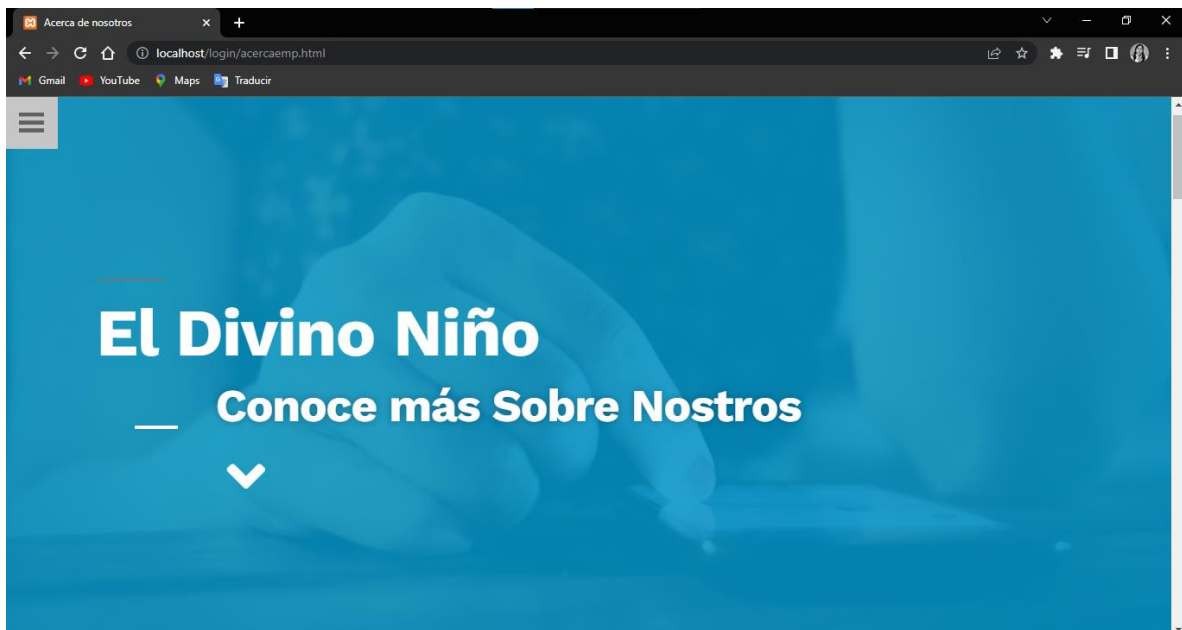 Acerca de nosotros
localhost/login/acercaemp.html
Gmail YouTube Maps Traducir
El Divino Niño
Conoce más Sobre Nostros